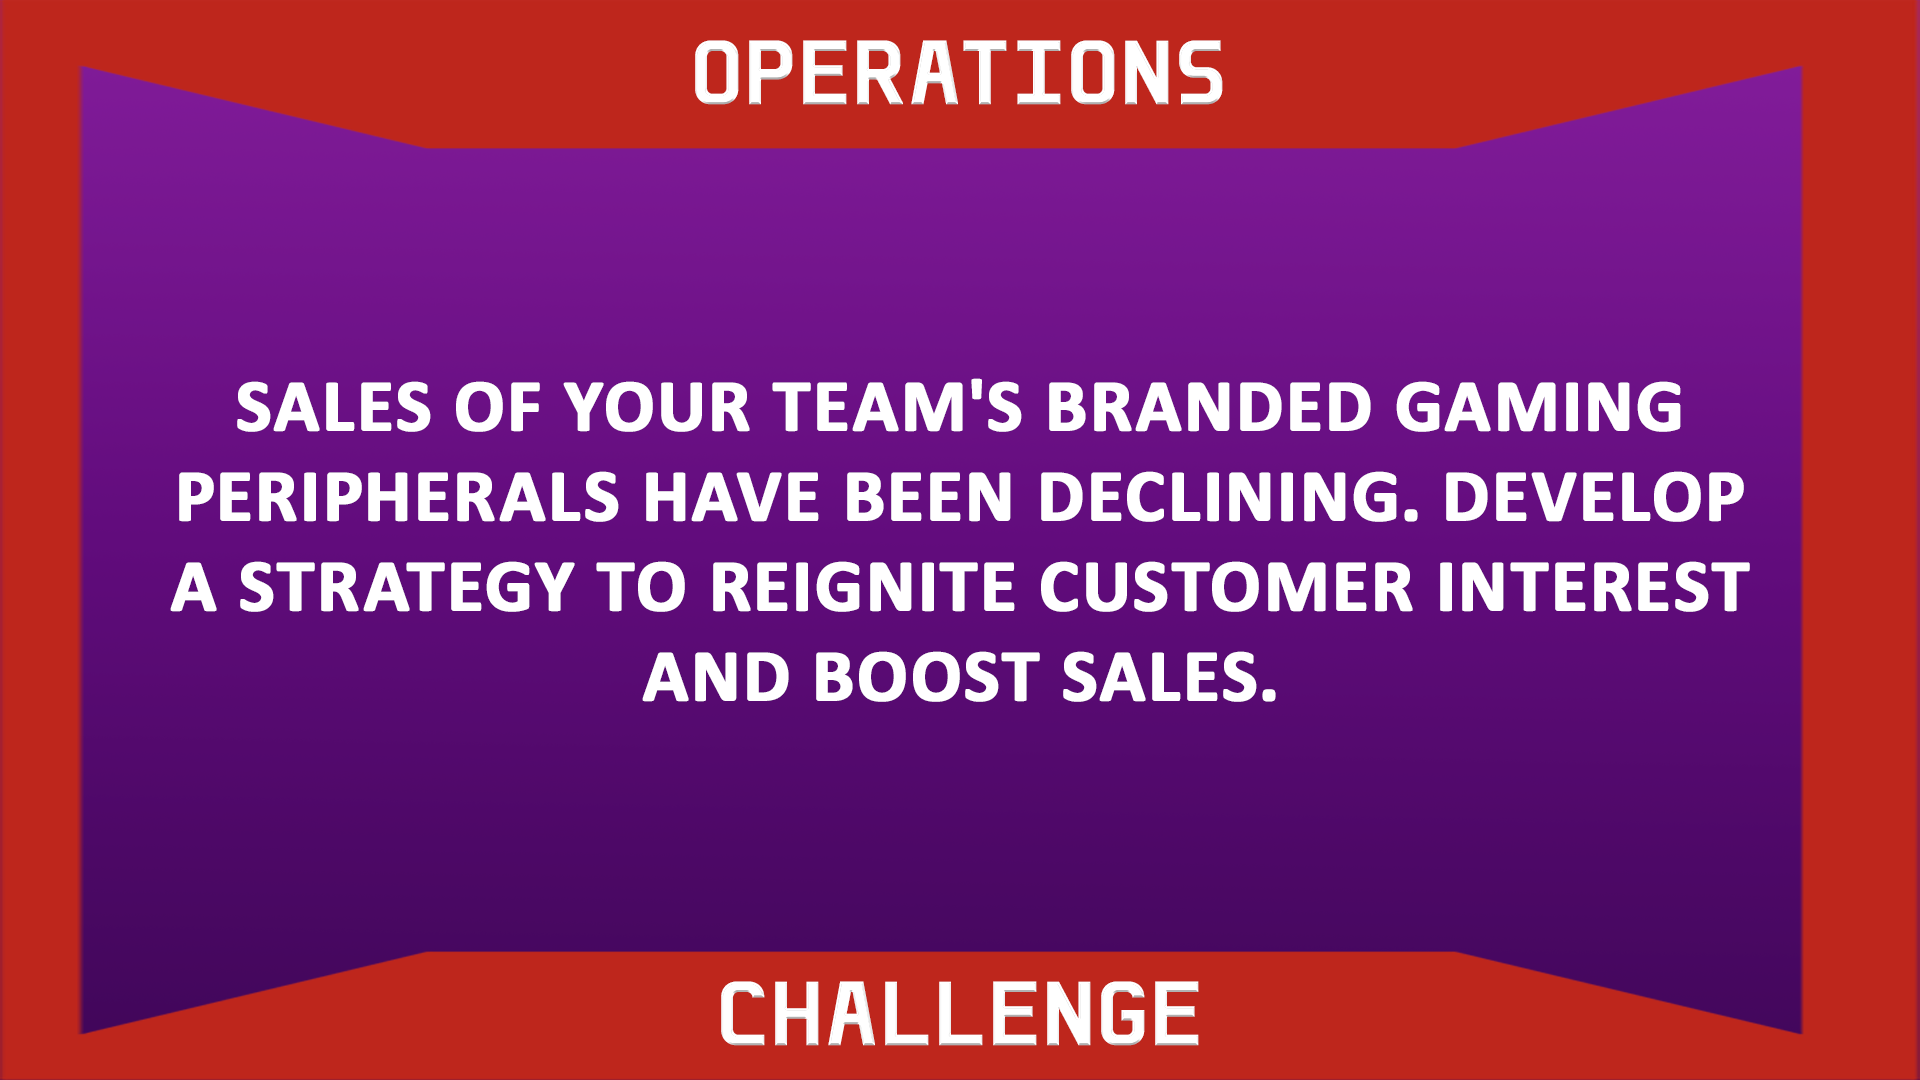 OPERATIONS
SALES OF YOUR TEAM'S BRANDED GAMING
PERIPHERALS HAVE BEEN DECLINING. DEVELOP
A STRATEGY TO REIGNITE CUSTOMER INTEREST
AND BOOST SALES.
CHALLENGE